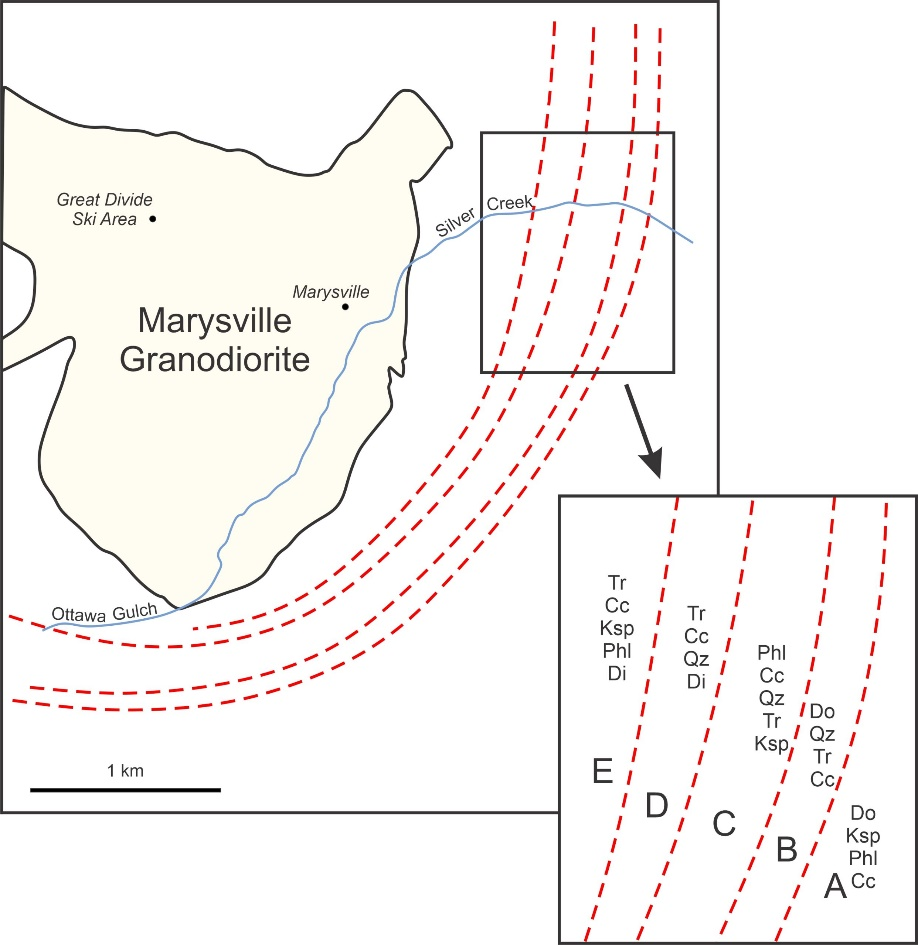 Great Divide
Ski Area
Silver Creek
Marysville
Marysville
Granodiorite
Ottawa Gulch
1 km
Tr
Cc
Ksp
Phl
Di
E
Tr
Cc
Qz
Di
D
Phl
Cc
Qz
Tr
Ksp
C
Do
Qz
Tr
Cc
B
Do
Ksp
Phl
Cc
A